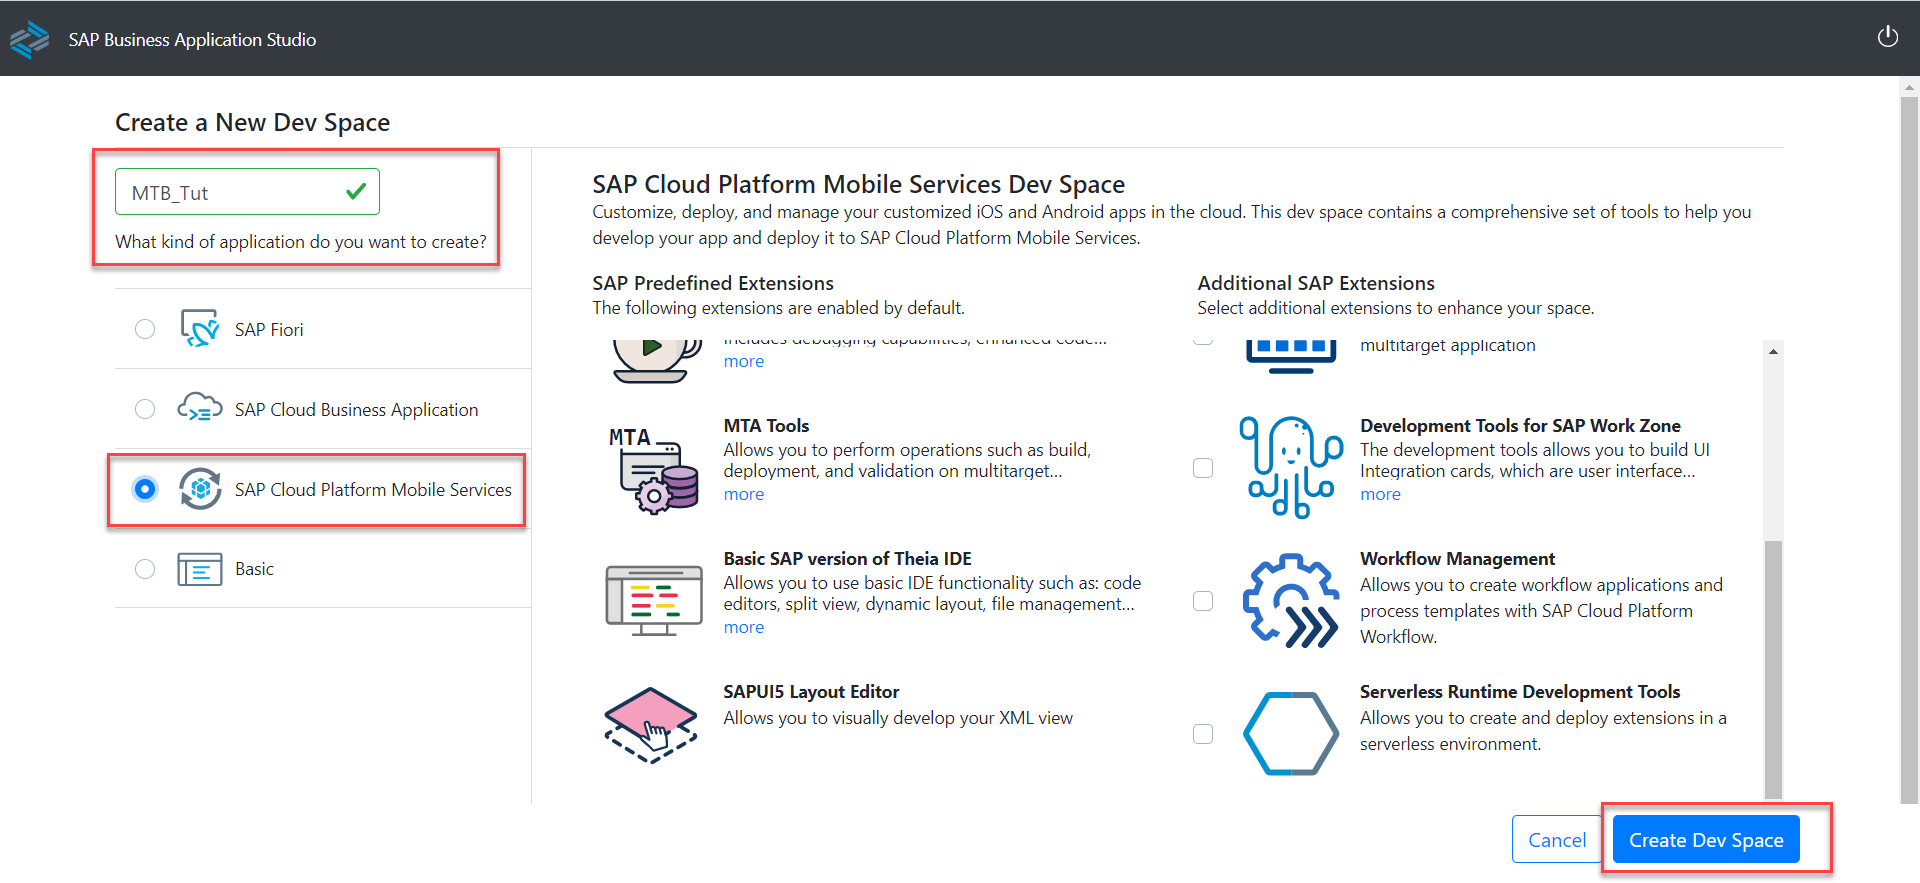 SAP Business Application Studio
Create a New Dev Space
MTB_Tut
What kind of application do you want to create?
SAP Fiori
SAP Cloud Business Application
SAP Cloud Platform Mobile Services
Basic
SAP Cloud Platform Mobile Services Dev Space
Customize, deploy, and manage your customized iOS and Android apps in the cloud. This dev space contains a comprehensive set of tools to help you
develop your app and deploy it to SAP Cloud Platform Mobile Services.
SAP Predefined Extensions
The following extensions are enabled by default.
includes debugging capabilities, enhanced code...
more
MTA
MTA Tools
Allows you to perform operations such as build,
deployment, and validation on multitarget...
more
Basic SAP version of Theia IDE
Allows you to use basic IDE functionality such as: code
editors, split view, dynamic layout, file management...
more
SAPUI5 Layout Editor
Allows you to visually develop your XML view
Additional SAP Extensions
Select additional extensions to enhance your space.
multitarget application
Development Tools for SAP Work Zone
The development tools allows you to build UI
Integration cards, which are user interface...
more
Workflow Management
Allows you to create workflow applications and
process templates with SAP Cloud Platform
Workflow.
Serverless Runtime Development Tools
Allows you to create and deploy extensions in a
serverless environment.
Cancel
Create Dev Space